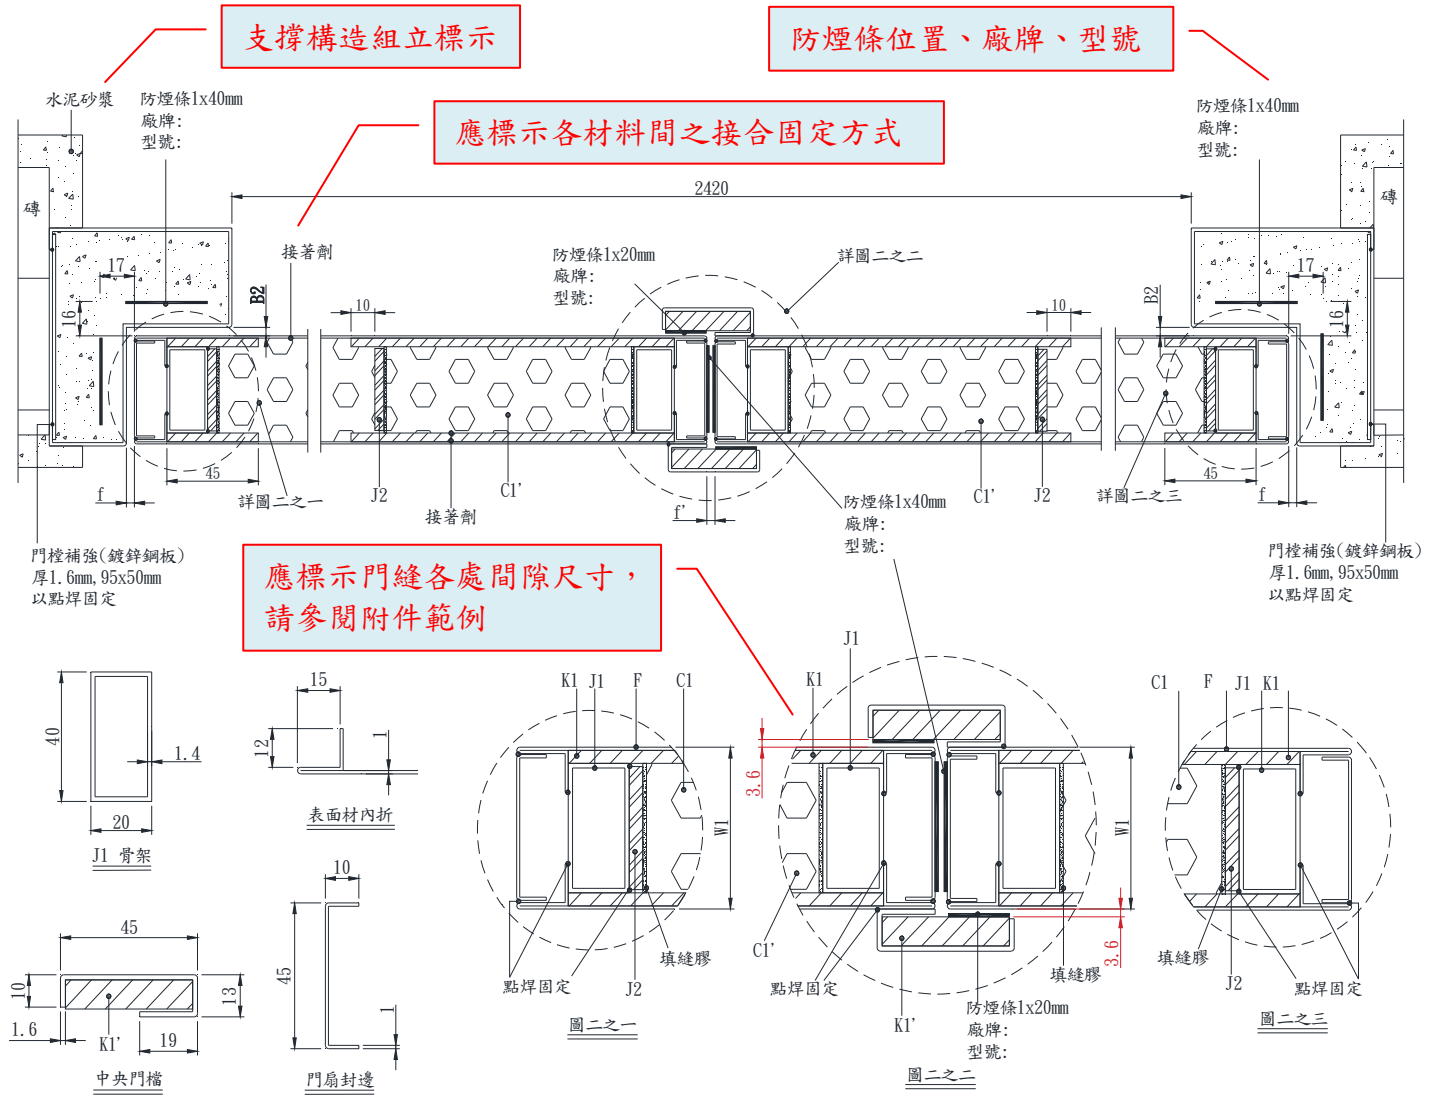 支撐構造組立標示
防煙條位置、廠牌、型號
水泥砂漿
防煙條1x40mm
廠牌:
型號:
應標示各材料間之接合固定方式
防煙條1x40mm
廠牌:
型號:
2420
磚
磚
接著劑
防煙條1x20mm
廠牌:
型號:
詳圖二之二
17
16
B2
10
10
B2
17
16
45
f
詳圖二之一
J2
接著劑
C1'
f'
防煙條1x40mm
廠牌:
型號:
C1'
J2
詳圖二之三
45
f
門樘補強(鍍鋅鋼板)
厚1.6mm,95x50mm
以點焊固定
門樘補強(鍍鋅鋼板)
厚1.6mm,95x50mm
以點焊固定
應標示門縫各處間隙尺寸，
請參閱附件範例
40
1.4
20
J1 骨架
15
12
1
表面材內折
K1 J1 F C1
W1
點焊固定
J2
填縫膠
圖二之一
K1
J1
3.6
W1
3.6
C1'
點焊固定
K1'
填縫膠
防煙條1x20mm
廠牌:
型號:
圖二之二
C1 F J1 K1
填縫膠
J2
點焊固定
圖二之三
45
10
13
1.6
K1'
19
中央門檔
10
45
1
門扇封邊